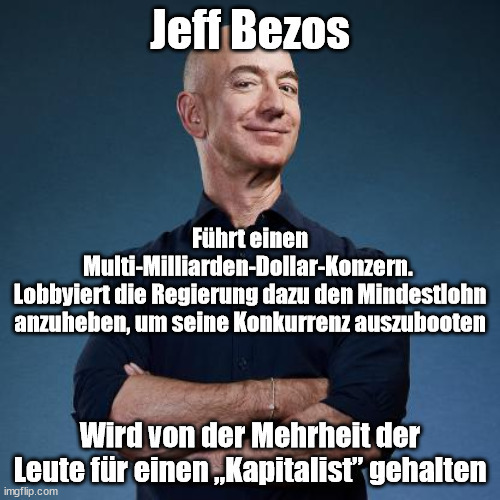 Jeff Bezos
Führt einen
Multi-Milliarden-Dollar-Konzern.
Lobbyiert die Regierung dazu den Mindestlohn
anzuheben, um seine Konkurrenz auszubooten
Wird von der Mehrheit der
Leute für einen „Kapitalist” gehalten
imgflip.com